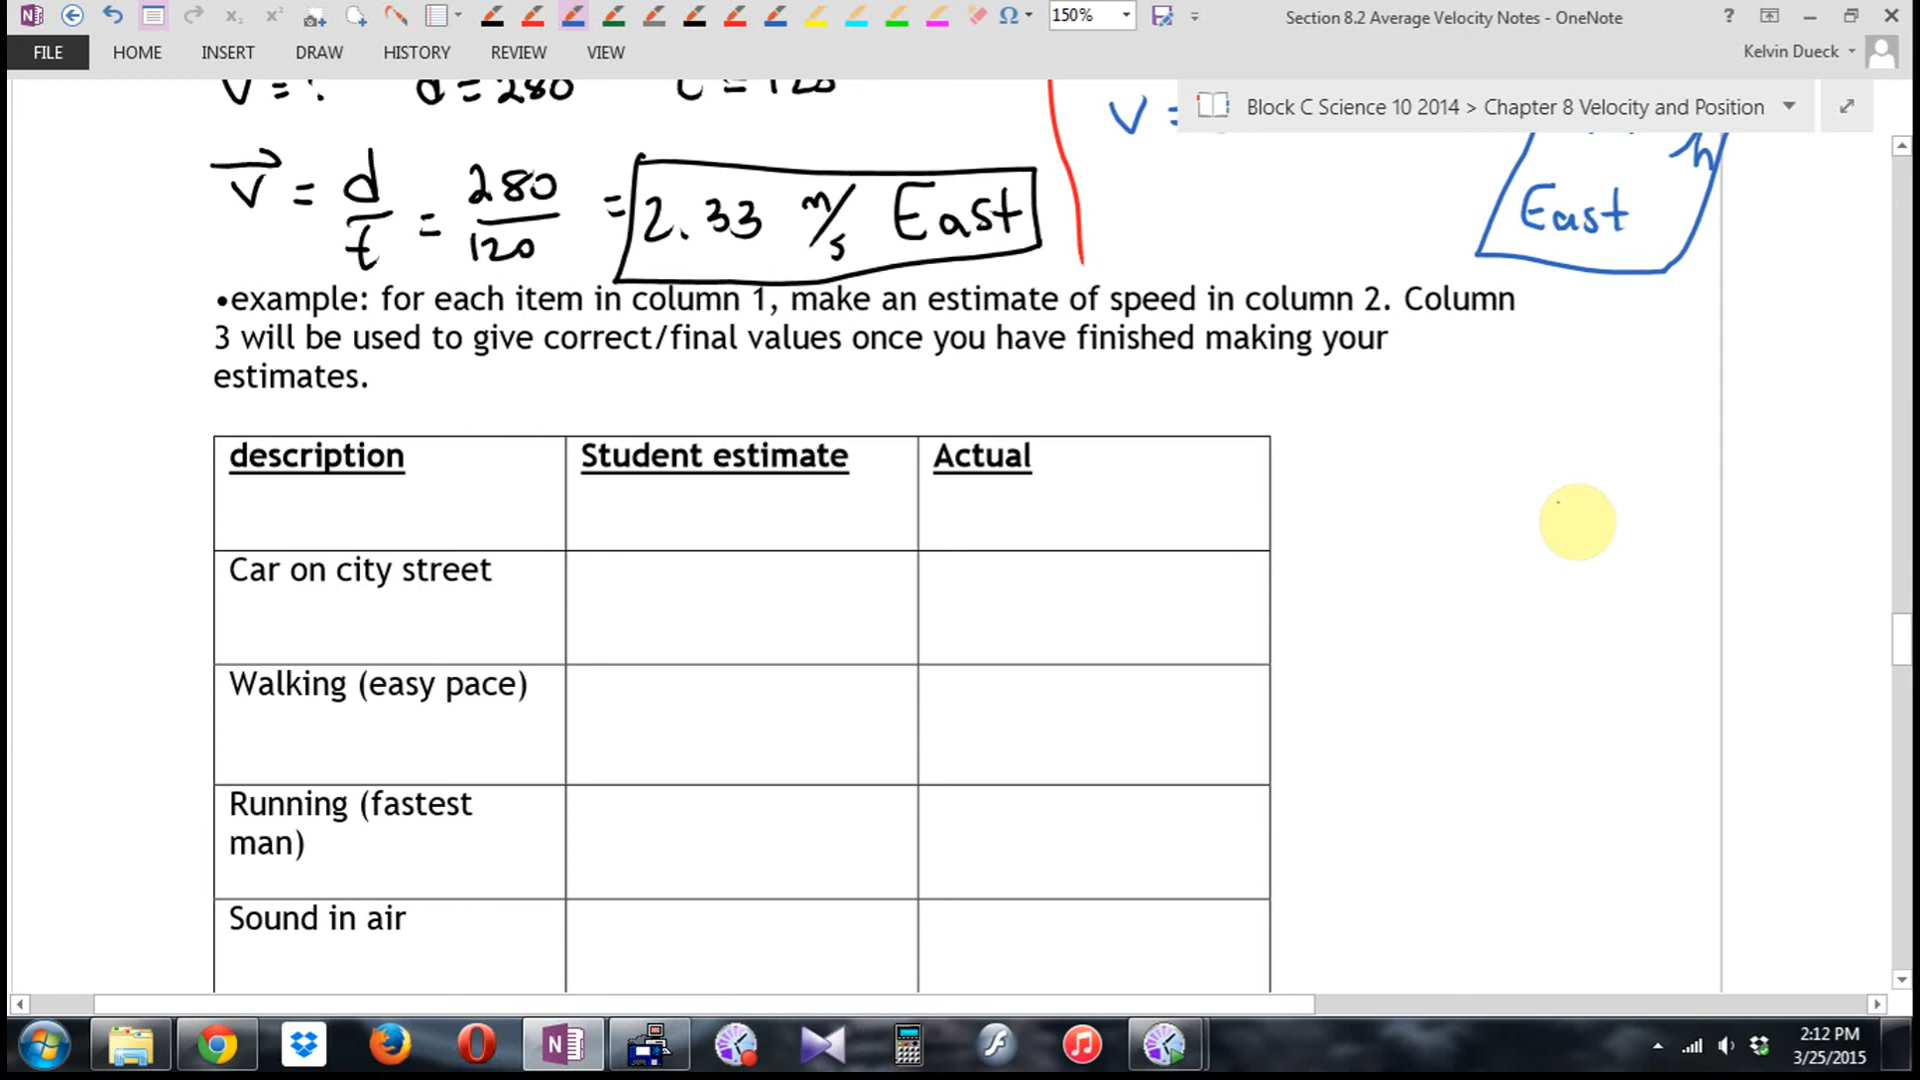 150%
Section 8.2 Average Velocity Notes - OneNote
FILE HOME INSERT DRAW HISTORY REVIEW VIEW
Kelvin Dueck
Block C Science 10 2014 > Chapter 8 Velocity and Position
V = ? d = 280 t = 120
V =
h
v = d/t = 280/120 = 2.33 m/s East
East
•example: for each item in column 1, make an estimate of speed in column 2. Column
3 will be used to give correct/final values once you have finished making your
estimates.
description Student estimate Actual
Car on city street
Walking (easy pace)
Running (fastest
man)
Sound in air
2:12 PM
3/25/2015